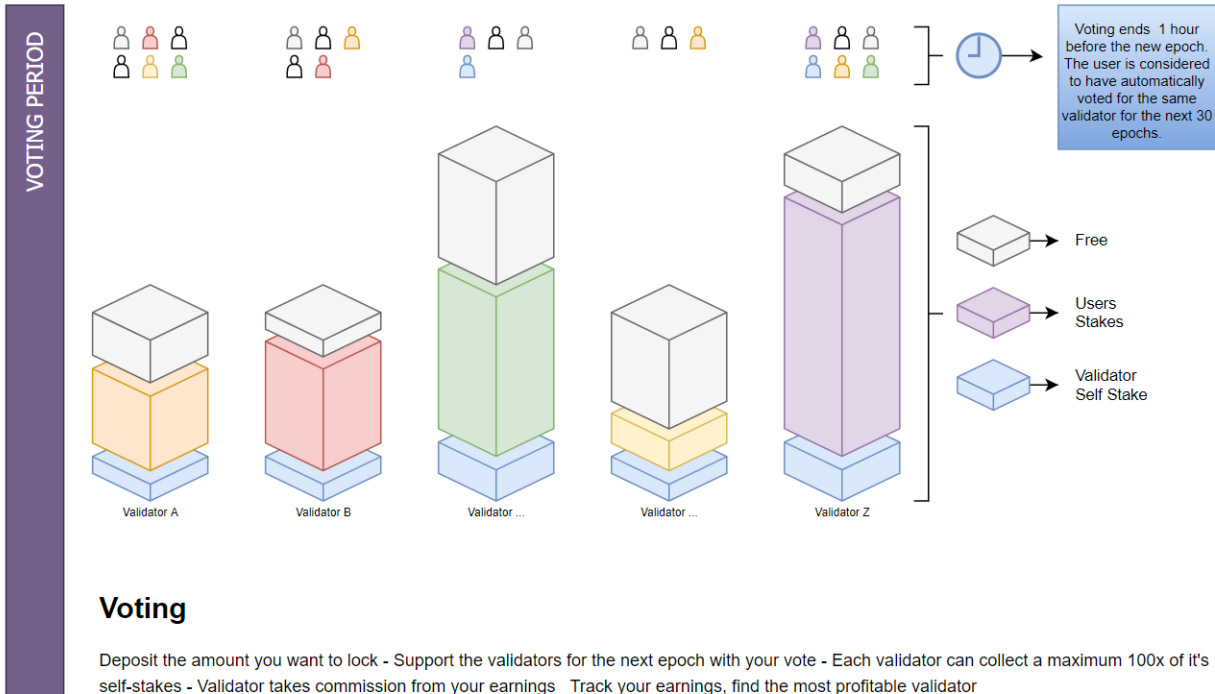 VOTING PERIOD
Voting ends 1 hour
before the new epoch.
The user is considered
to have automatically
voted for the same
validator for the next 30
epochs.
Free
Users
Stakes
Validator
Self Stake
Validator A
Validator B
Validator ...
Validator ...
Validator Z
Voting
Deposit the amount you want to lock - Support the validators for the next epoch with your vote - Each validator can collect a maximum 100x of it's
self-stakes - Validator takes commission from your earnings   Track your earnings, find the most profitable validator